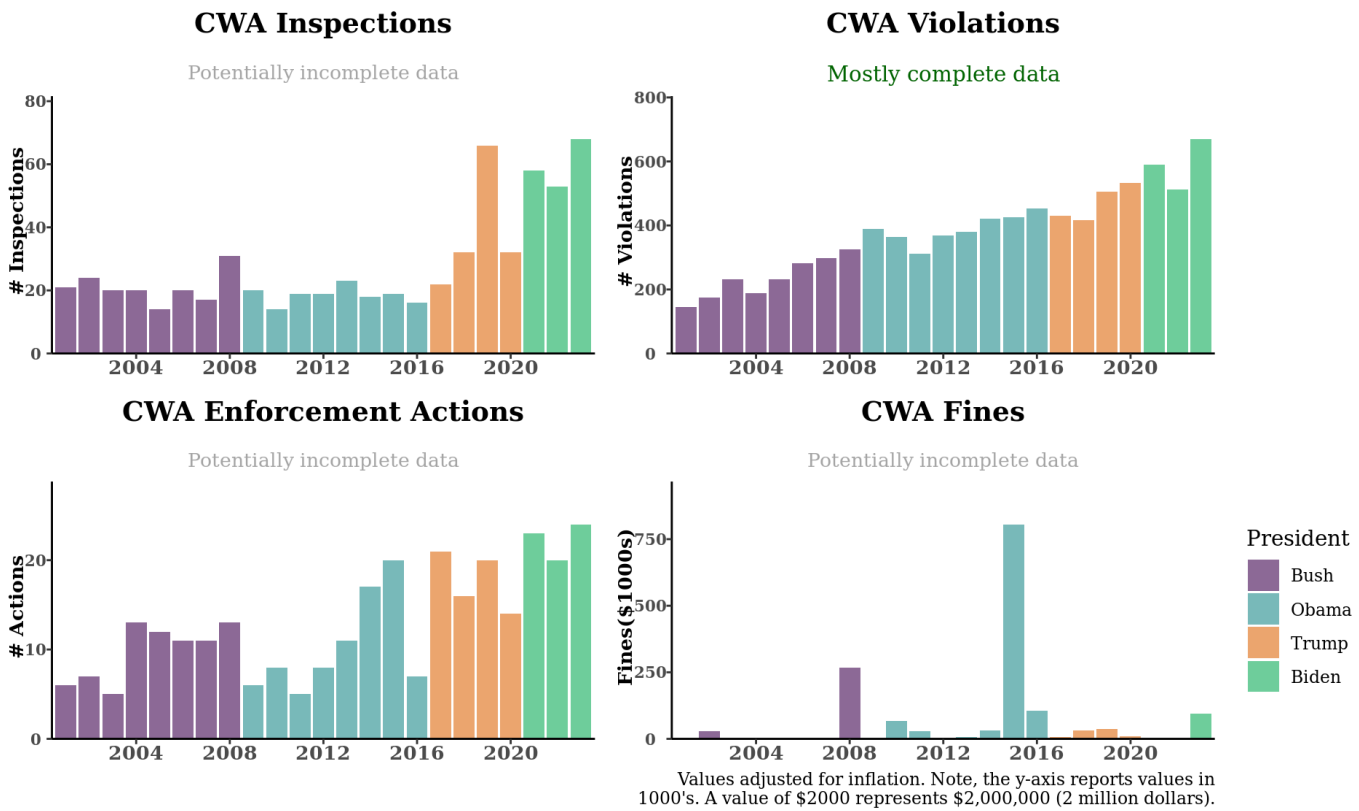 CWA Inspections
Potentially incomplete data
# Inspections
80
60
40
20
0
2004 2008 2012 2016 2020
CWA Violations
Mostly complete data
# Violations
800
600
400
200
0
2004 2008 2012 2016 2020
CWA Enforcement Actions
Potentially incomplete data
# Actions
20
10
0
2004 2008 2012 2016 2020
CWA Fines
Potentially incomplete data
Fines($1000s)
750
500
250
0
2004 2008 2012 2016 2020
President
Bush
Obama
Trump
Biden
Values adjusted for inflation. Note, the y-axis reports values in
1000's. A value of $2000 represents $2,000,000 (2 million dollars).